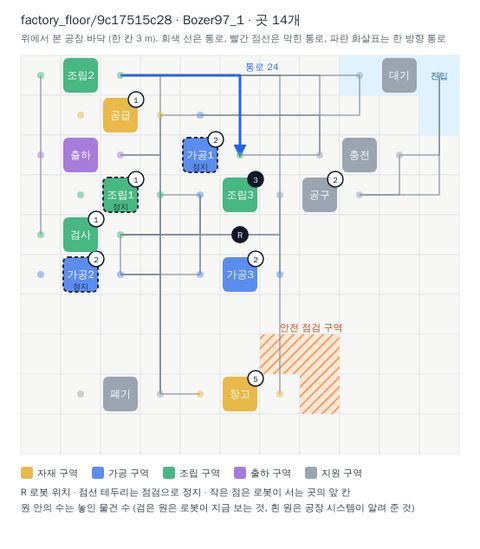 factory_floor/9c17515c28 · Bozer97_1 · 곳 14개
위에서 본 공장 바닥 (한 칸 3 m). 회색 선은 통로, 빨간 점선은 막힌 통로, 파란 화살표는 한 방향 통로
통로 24
조립2
대기
진입
1
공급
2
출하
가공1
정지
충전
1
3
2
조립1
정지
조립3
공구
1
검사
R
2
2
가공2
정지
가공3
안전 점검 구역
5
폐기
창고
자재 구역
가공 구역
조립 구역
출하 구역
지원 구역
R 로봇 위치 · 점선 테두리는 점검으로 정지 · 작은 점은 로봇이 서는 곳의 앞 칸
원 안의 수는 놓인 물건 수 (검은 원은 로봇이 지금 보는 것, 흰 원은 공장 시스템이 알려 준 것)